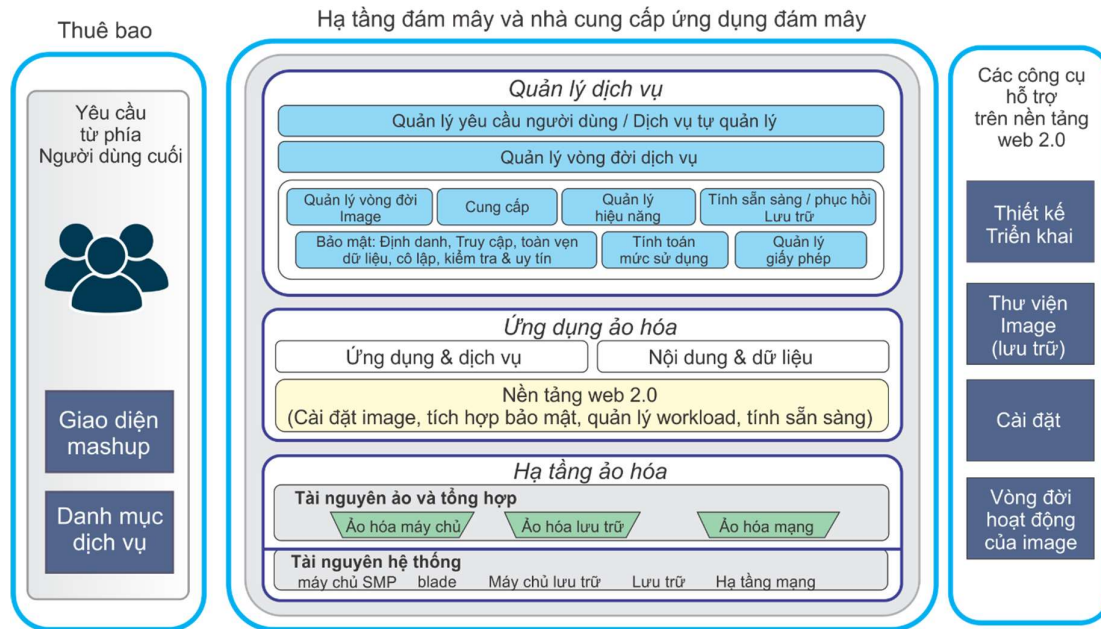 Thuê bao
Hạ tầng đám mây và nhà cung cấp ứng dụng đám mây
Yêu cầu
từ phía
Người dùng cuối
Giao diện
mashup
Danh mục
dịch vụ
Quản lý dịch vụ
Quản lý yêu cầu người dùng / Dịch vụ tự quản lý
Quản lý vòng đời dịch vụ
Quản lý vòng đời
Image
Cung cấp
Quản lý
hiệu năng
Tính sẵn sàng / phục hồi
Lưu trữ
Bảo mật: Định danh, Truy cập, toàn vẹn
dữ liệu, cô lập, kiểm tra & uy tín
Tính toán
mức sử dụng
Quản lý
giấy phép
Ứng dụng ảo hóa
Ứng dụng & dịch vụ
Nội dung & dữ liệu
Nền tảng web 2.0
(Cài đặt image, tích hợp bảo mật, quản lý workload, tính sẵn sàng)
Hạ tầng ảo hóa
Tài nguyên ảo và tổng hợp
Ảo hóa máy chủ
Ảo hóa lưu trữ
Ảo hóa mạng
Tài nguyên hệ thống
máy chủ SMP
blade
Máy chủ lưu trữ
Lưu trữ
Hạ tầng mạng
Các công cụ
hỗ trợ
trên nền tảng
web 2.0
Thiết kế
Triển khai
Thư viện
Image
(lưu trữ)
Cài đặt
Vòng đời
hoạt động
của image